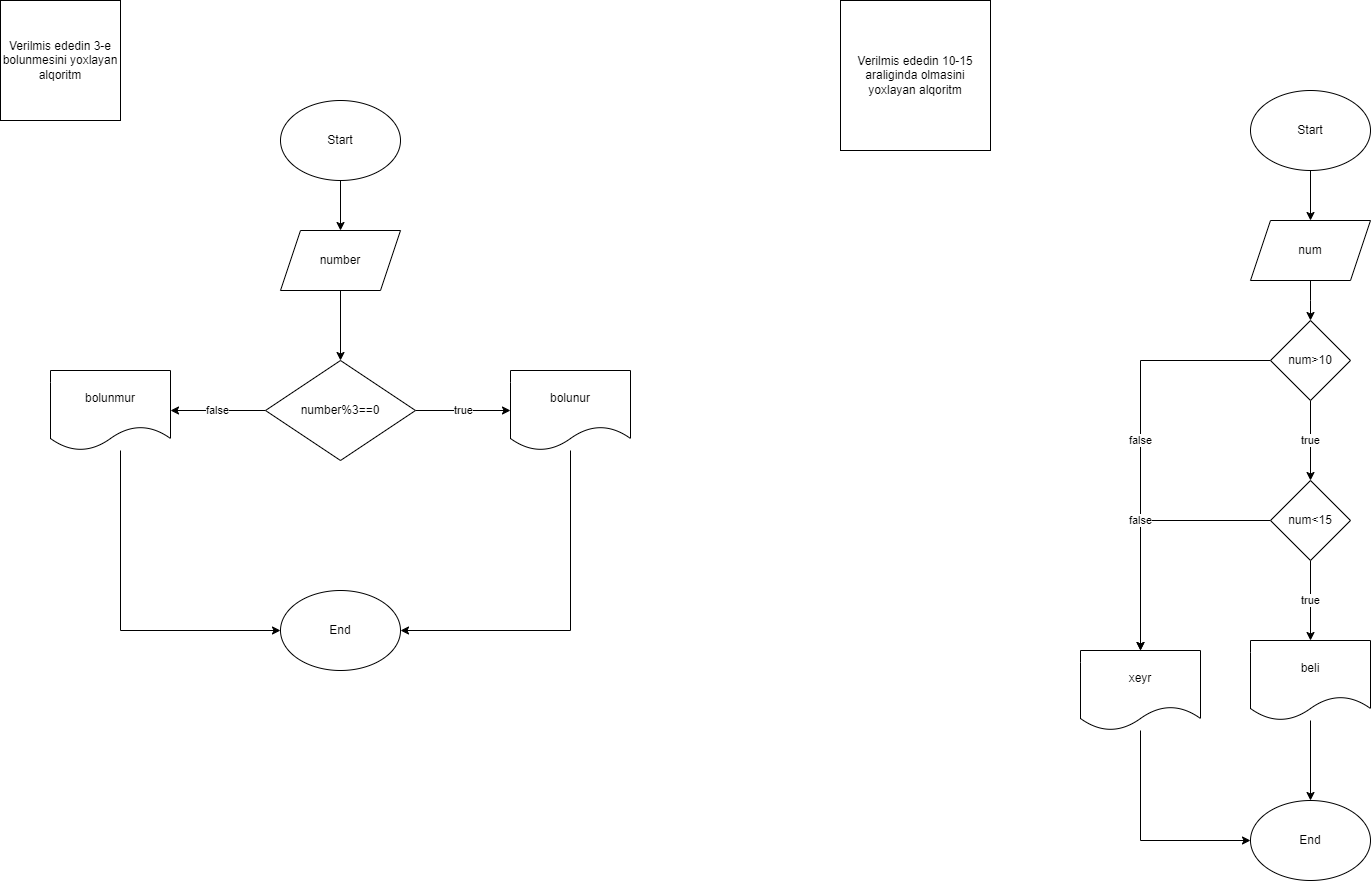 Verilmis ededin 3-e
bolunmesini yoxlayan
alqoritm
Start
number
number%3==0
false
true
bolunmur
bolunur
End
Verilmis ededin 10-15
araliginda olmasini
yoxlayan alqoritm
Start
num
num>10
false
true
num<15
false
true
xeyr
beli
End